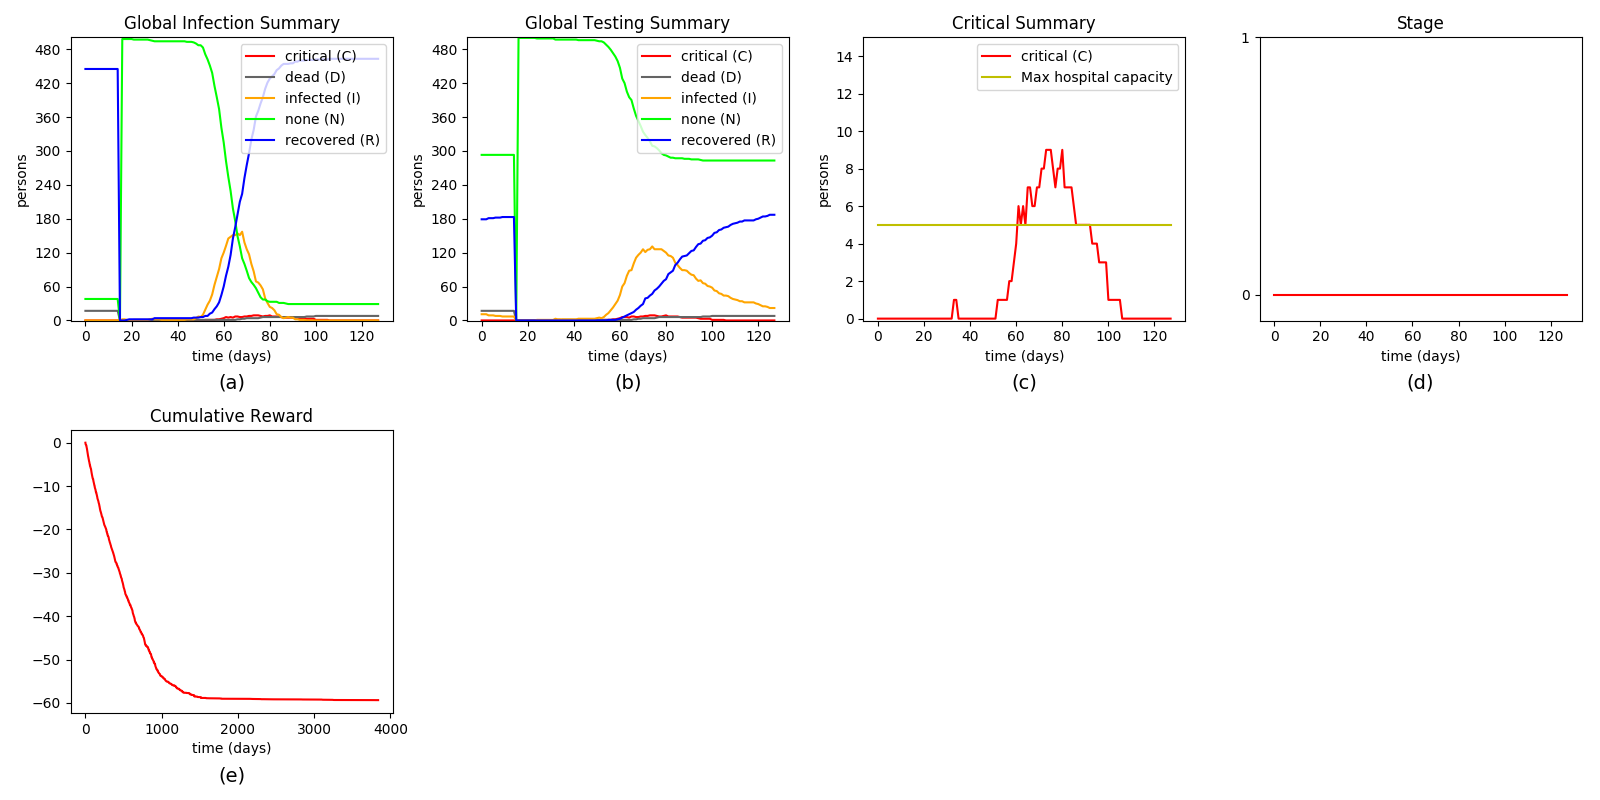 Global Infection Summary
persons
480
420
360
300
240
180
120
60
0
critical (C)
dead (D)
infected (I)
none (N)
recovered (R)
0 20 40 60 80 100 120
time (days)
(a)
Global Testing Summary
persons
480
420
360
300
240
180
120
60
0
critical (C)
dead (D)
infected (I)
none (N)
recovered (R)
0 20 40 60 80 100 120
time (days)
(b)
Critical Summary
persons
14
12
10
8
6
4
2
0
critical (C)
Max hospital capacity
0 20 40 60 80 100 120
time (days)
(c)
Stage
1
0
0 20 40 60 80 100 120
time (days)
(d)
Cumulative Reward
0
−10
−20
−30
−40
−50
−60
0 1000 2000 3000 4000
time (days)
(e)